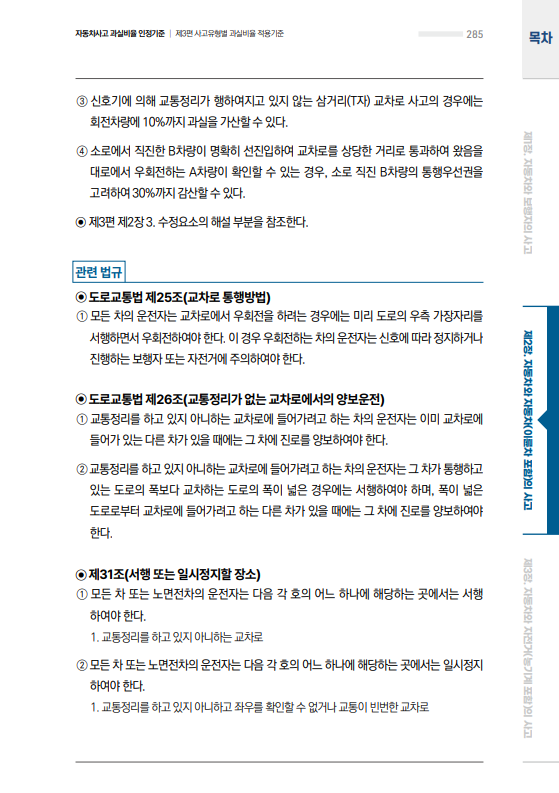 자동차사고 과실비율 인정기준 | 제3편 사고유형별 과실비율 적용기준
285
목차
③ 신호기에 의해 교통정리가 행하여지고 있지 않는 삼거리(T자) 교차로 사고의 경우에는
회전차량에 10%까지 과실을 가산할 수 있다.
④ 소로에서 직진한 B차량이 명확히 선진입하여 교차로를 상당한 거리로 통과하여 왔음을
대로에서 우회전하는 A차량이 확인할 수 있는 경우, 소로 직진 B차량의 통행우선권을
고려하여 30%까지 감산할 수 있다.
◉ 제3편 제2장 3. 수정요소의 해설 부분을 참조한다.
관련 법규
◉ 도로교통법 제25조(교차로 통행방법)
① 모든 차의 운전자는 교차로에서 우회전을 하려는 경우에는 미리 도로의 우측 가장자리를
서행하면서 우회전하여야 한다. 이 경우 우회전하는 차의 운전자는 신호에 따라 정지하거나
진행하는 보행자 또는 자전거에 주의하여야 한다.
◉ 도로교통법 제26조(교통정리가 없는 교차로에서의 양보운전)
① 교통정리를 하고 있지 아니하는 교차로에 들어가려고 하는 차의 운전자는 이미 교차로에
들어가 있는 다른 차가 있을 때에는 그 차에 진로를 양보하여야 한다.
② 교통정리를 하고 있지 아니하는 교차로에 들어가려고 하는 차의 운전자는 그 차가 통행하고
있는 도로의 폭보다 교차하는 도로의 폭이 넓은 경우에는 서행하여야 하며, 폭이 넓은
도로로부터 교차로에 들어가려고 하는 다른 차가 있을 때에는 그 차에 진로를 양보하여야
한다.
◉ 제31조(서행 또는 일시정지할 장소)
① 모든 차 또는 노면전차의 운전자는 다음 각 호의 어느 하나에 해당하는 곳에서는 서행
하여야 한다.
1. 교통정리를 하고 있지 아니하는 교차로
② 모든 차 또는 노면전차의 운전자는 다음 각 호의 어느 하나에 해당하는 곳에서는 일시정지
하여야 한다.
1. 교통정리를 하고 있지 아니하고 좌우를 확인할 수 없거나 교통이 빈번한 교차로
제1장. 자동차와 보행자의 사고
제2장. 자동차와 자동차(이륜차 포함)의 사고
제3장. 자동차와 자전거(농기계 포함)의 사고